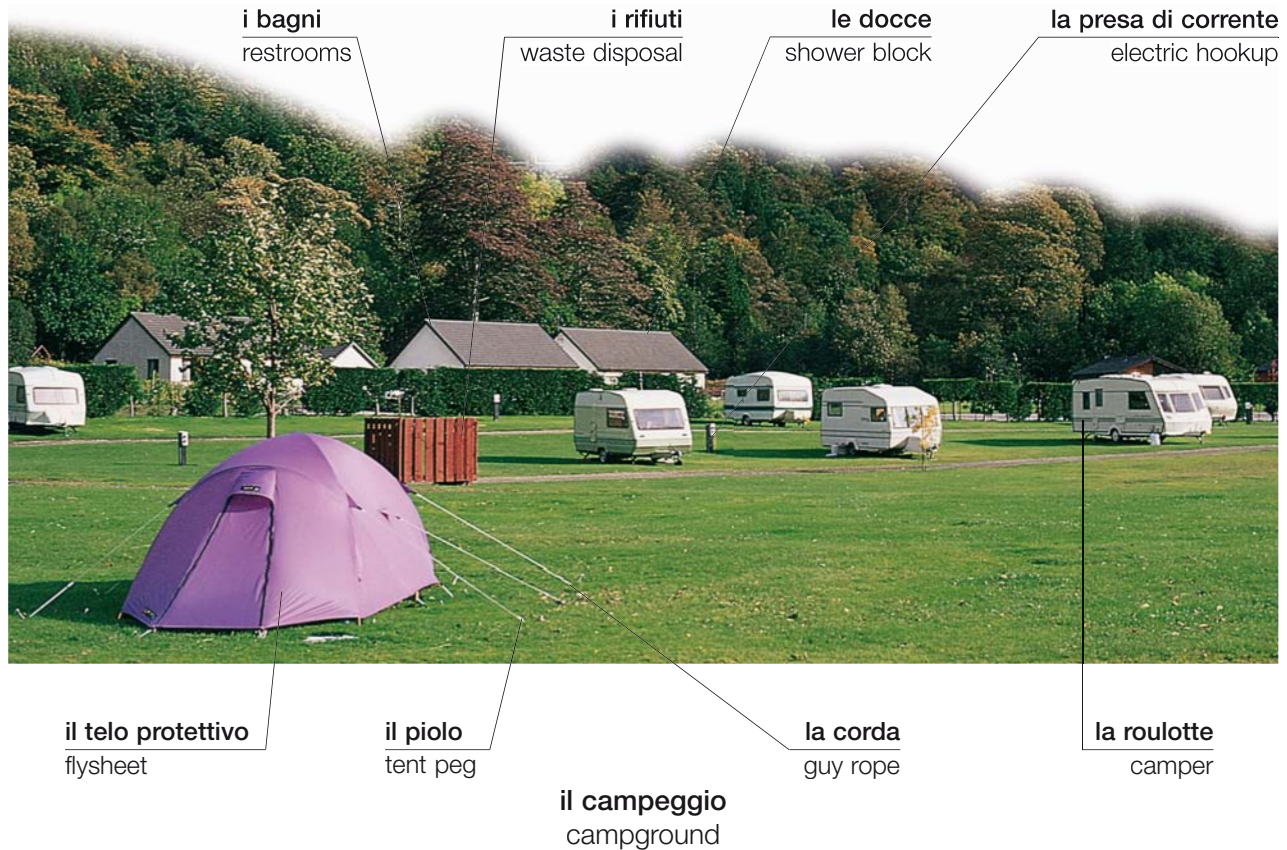 i bagni
restrooms
i rifiuti
waste disposal
le docce
shower block
la presa di corrente
electric hookup
il telo protettivo
flysheet
il piolo
tent peg
la corda
guy rope
la roulotte
camper
il campeggio
campground